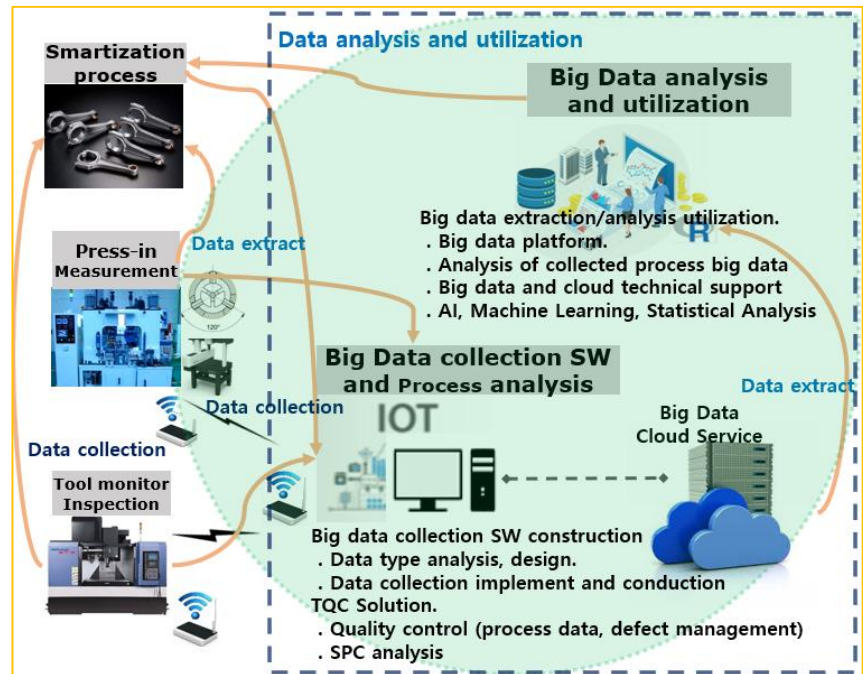 Data analysis and utilization
Smartization
process
Big Data analysis
and utilization
Big data extraction/analysis utilization.
. Big data platform.
. Analysis of collected process big data
. Big data and cloud technical support
. AI, Machine Learning, Statistical Analysis
R
Data extract
Press-in
Measurement
120°
Big Data collection SW
and Process analysis
Data extract
Data collection
IOT
Big Data
Cloud Service
Data collection
Tool monitor
Inspection
Big data collection SW construction
. Data type analysis, design.
. Data collection implement and conduction
TQC Solution.
. Quality control (process data, defect management)
. SPC analysis